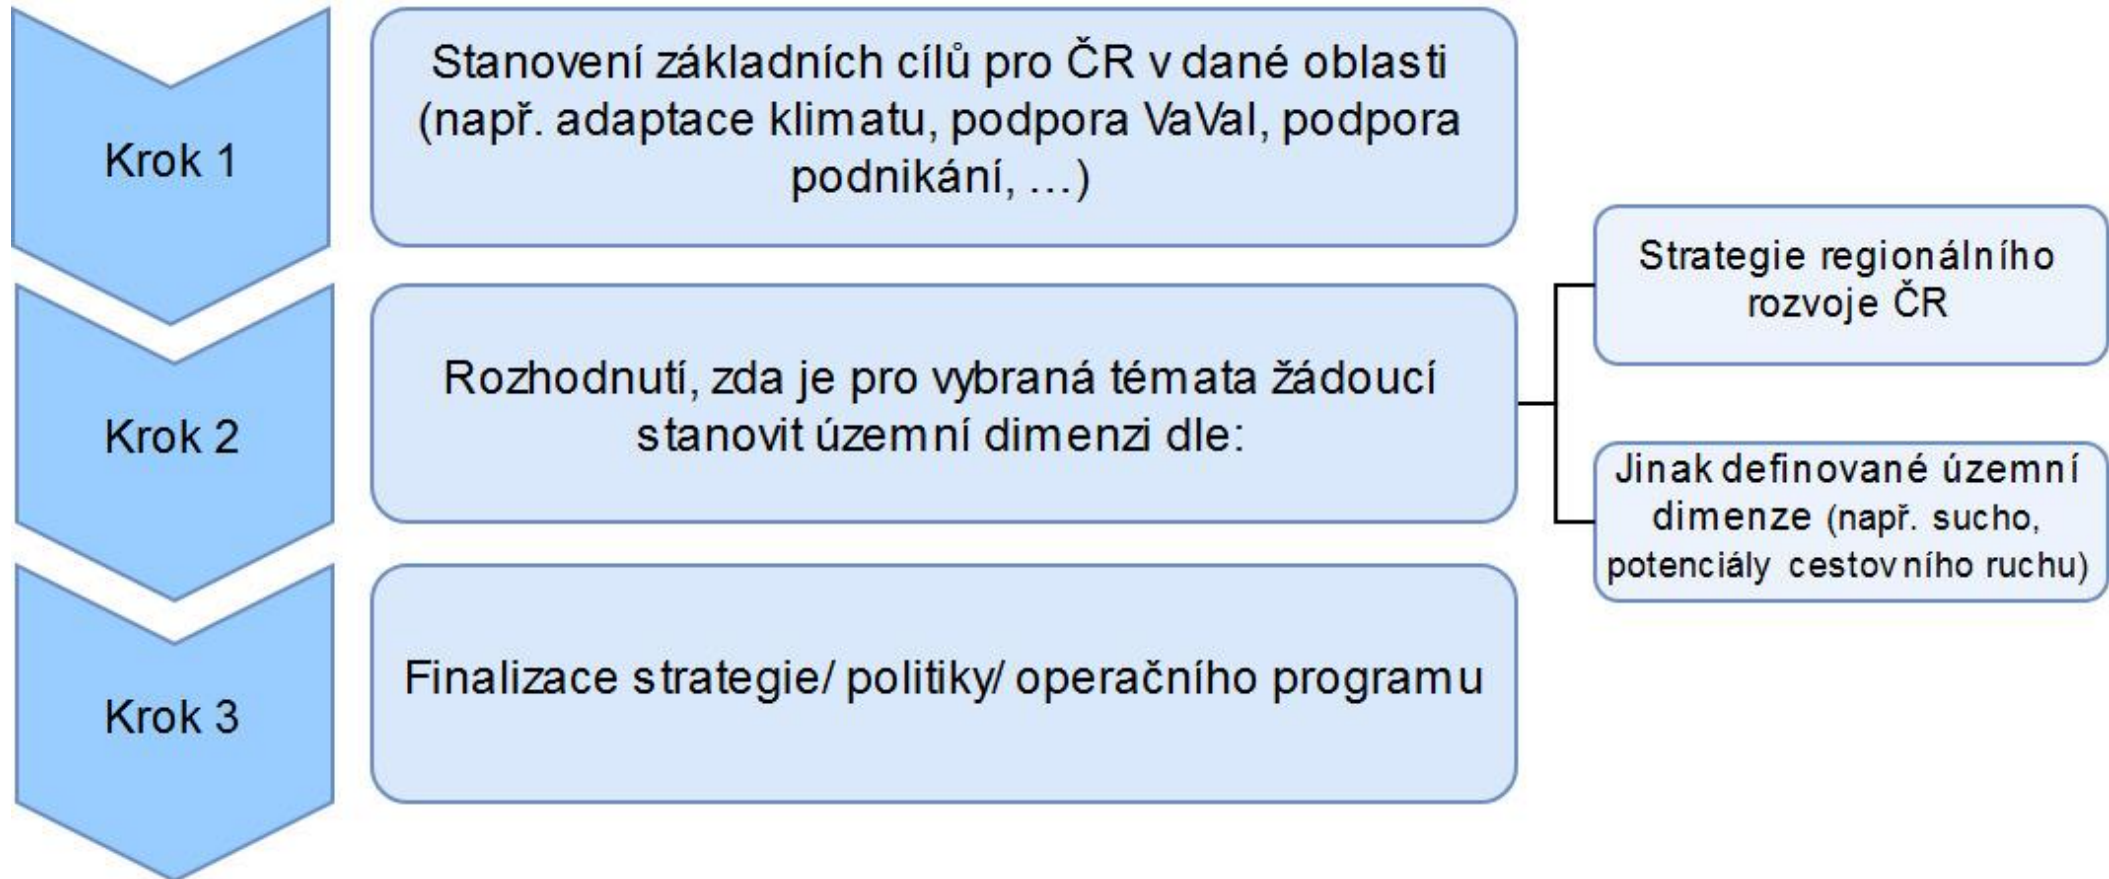 Krok 1
Stanovení základních cílů pro ČR v dané oblasti
(např. adaptace klimatu, podpora VaVaI, podpora
podnikání, …)
Krok 2
Rozhodnutí, zda je pro vybraná témata žádoucí
stanovit územní dimenzi dle:
Strategie regionálního
rozvoje ČR
Jinak definované územní
dimenze (např. sucho,
potenciály cestovního ruchu)
Krok 3
Finalizace strategie/ politiky/ operačního programu